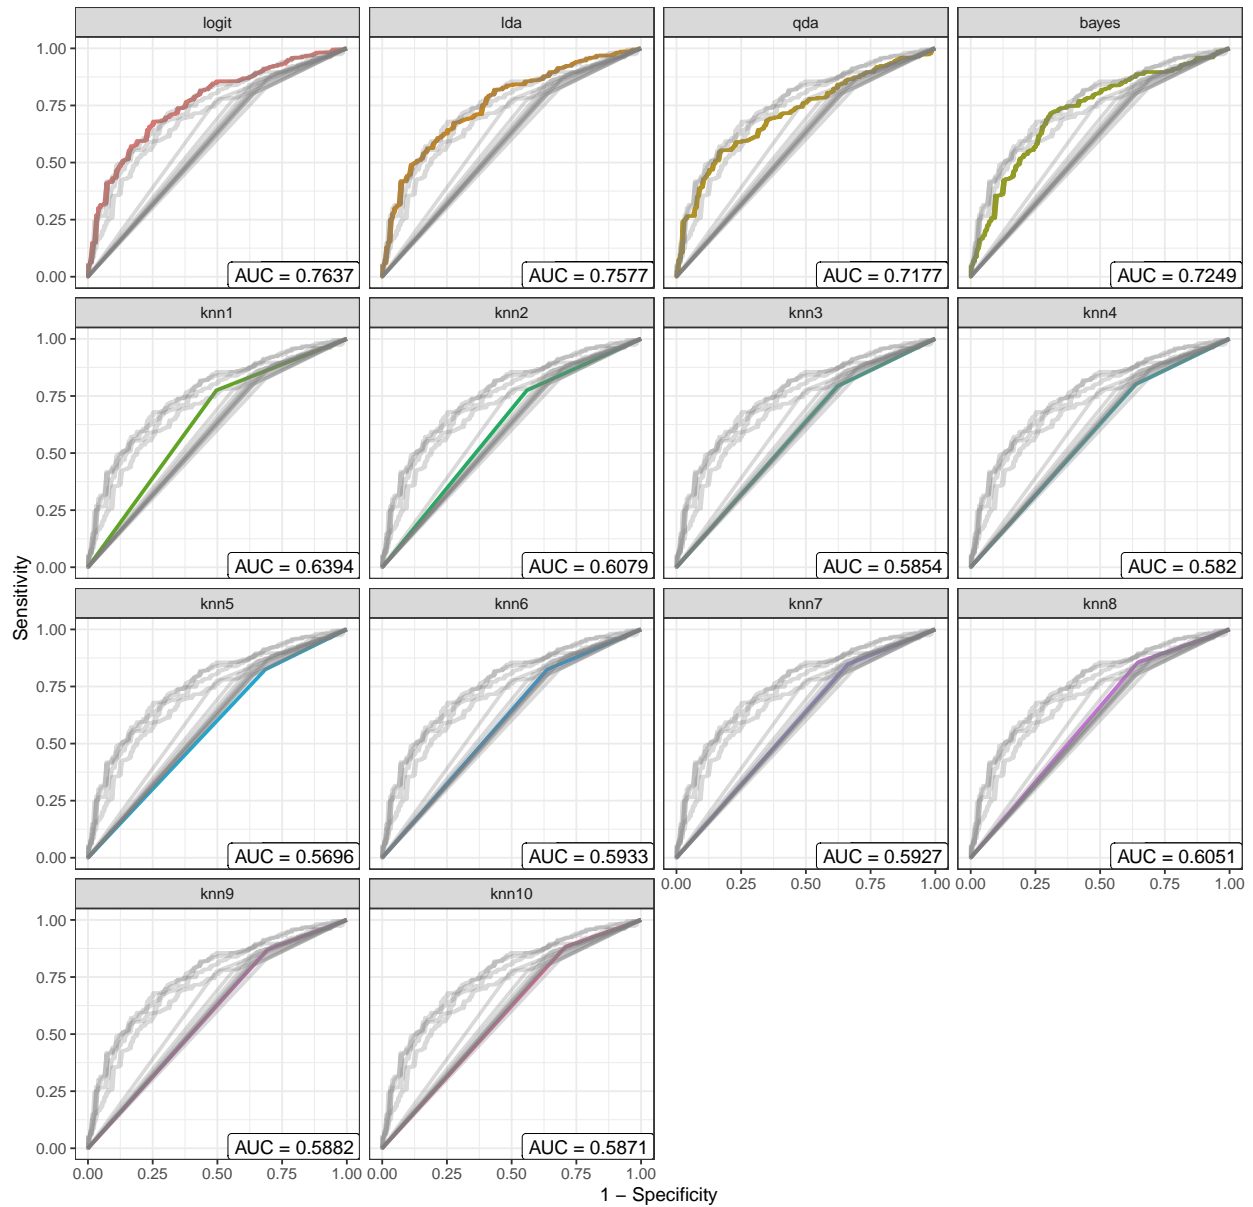 logit
lda
qda
bayes
1.00
0.75
0.50
0.25
0.00
AUC = 0.7637
AUC = 0.7577
AUC = 0.7177
AUC = 0.7249
knn1
knn2
knn3
knn4
1.00
0.75
0.50
0.25
0.00
AUC = 0.6394
AUC = 0.6079
AUC = 0.5854
AUC = 0.582
Sensitivity
knn5
knn6
knn7
knn8
1.00
0.75
0.50
0.25
0.00
AUC = 0.5696
AUC = 0.5933
AUC = 0.5927
AUC = 0.6051
0.00 0.25 0.50 0.75 1.00
0.00 0.25 0.50 0.75 1.00
knn9
knn10
1.00
0.75
0.50
0.25
0.00
AUC = 0.5882
AUC = 0.5871
0.00 0.25 0.50 0.75 1.00
0.00 0.25 0.50 0.75 1.00
1 − Specificity